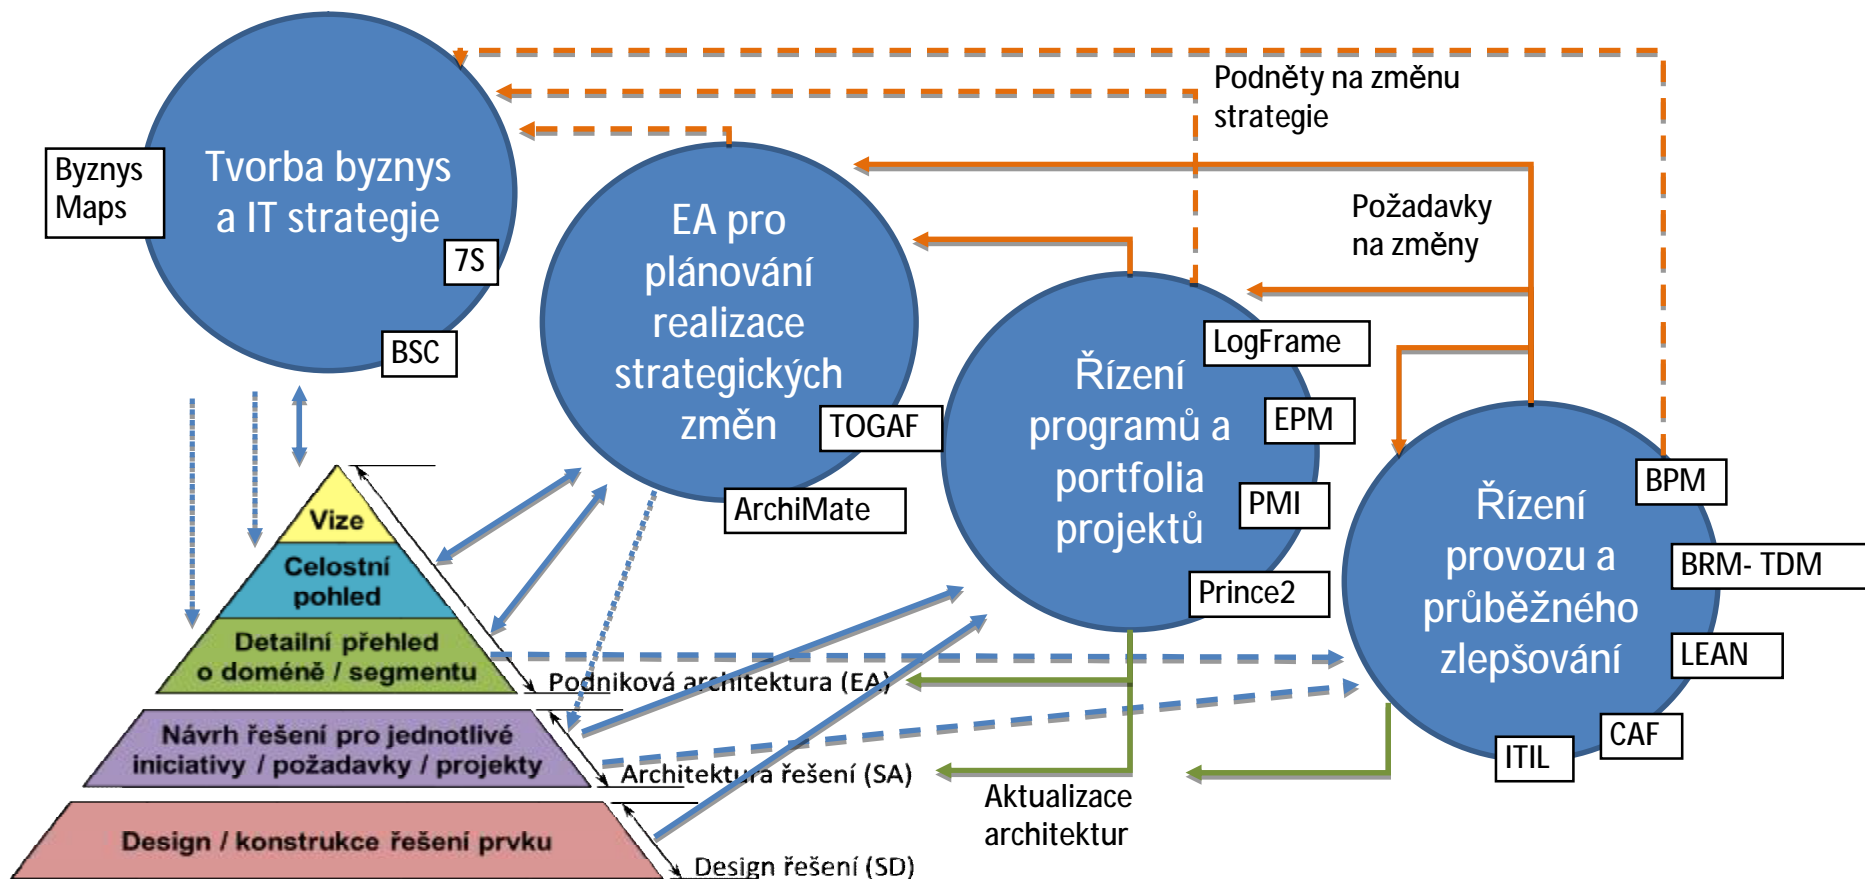 Podněty na změnu
strategie
Byznys
Maps
Tvorba byznys
a IT strategie
7S
BSC
EA pro
plánování
realizace
strategických
změn
TOGAF
ArchiMate
Požadavky
na změny
LogFrame
EPM
PMI
Prince2
Řízení
programů a
portfolia
projektů
BPM
BRM- TDM
LEAN
CAF
ITIL
Řízení
provozu a
průběžného
zlepšování
Vize
Celostní
pohled
Detailní přehled
o doméně / segmentu
Podniková architektura (EA)
Návrh řešení pro jednotlivé
iniciativy / požadavky / projekty
Architektura řešení (SA)
Aktualizace
architektur
Design / konstrukce řešení prvku
Design řešení (SD)